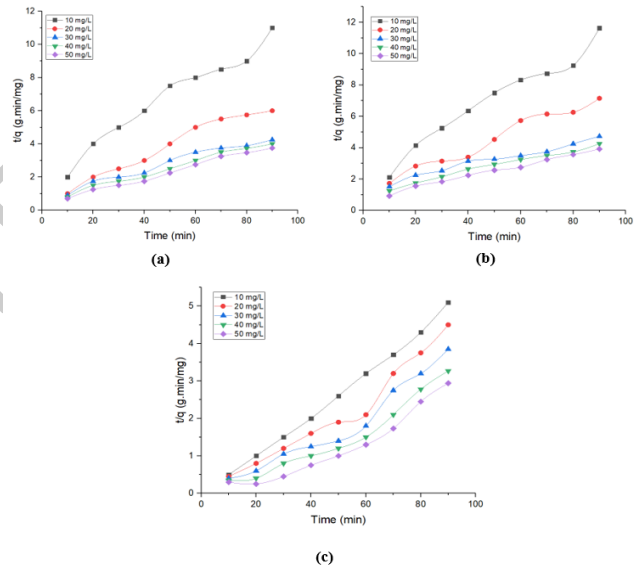 12
10
8
6
4
2
0
t/q (g.min/mg)
10 mg/L
20 mg/L
30 mg/L
40 mg/L
50 mg/L
0 20 40 60 80 100
Time (min)
(a)
12
10
8
6
4
2
0
t/q (g.min/mg)
10 mg/L
20 mg/L
30 mg/L
40 mg/L
50 mg/L
0 20 40 60 80 100
Time (min)
(b)
5
4
3
2
1
0
t/q (g.min/mg)
10 mg/L
20 mg/L
30 mg/L
40 mg/L
50 mg/L
0 20 40 60 80 100
Time (min)
(c)